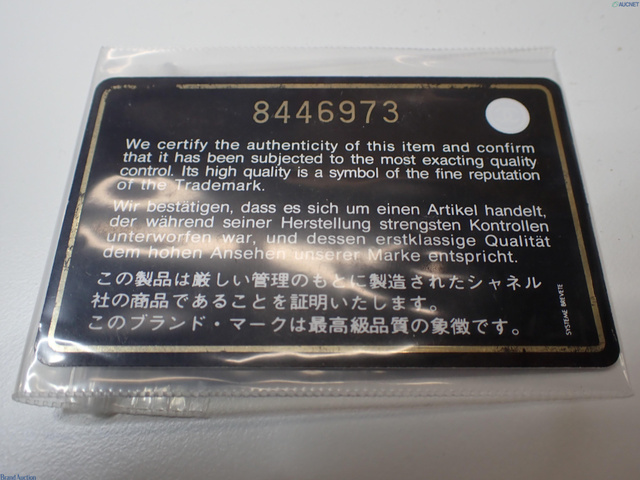 AUCNET
8446973
We certify the authenticity of this item and confirm
that it has been subjected to the most exacting quality
control. Its high quality is a symbol of the fine reputation
of the Trademark.
Wir bestätigen, dass es sich um einen Artikel handelt,
der während seiner Herstellung strengsten Kontrollen
unterworfen war, und dessen erstklassige Qualität
dem hohen Ansehen unserer Marke entspricht.
この製品は厳しい管理のもとに製造されたシャネル
社の商品であることを証明いたします。
このブランド・マークは最高級品質の象徴です。
SYSTEME BREVETE
BrandAuction